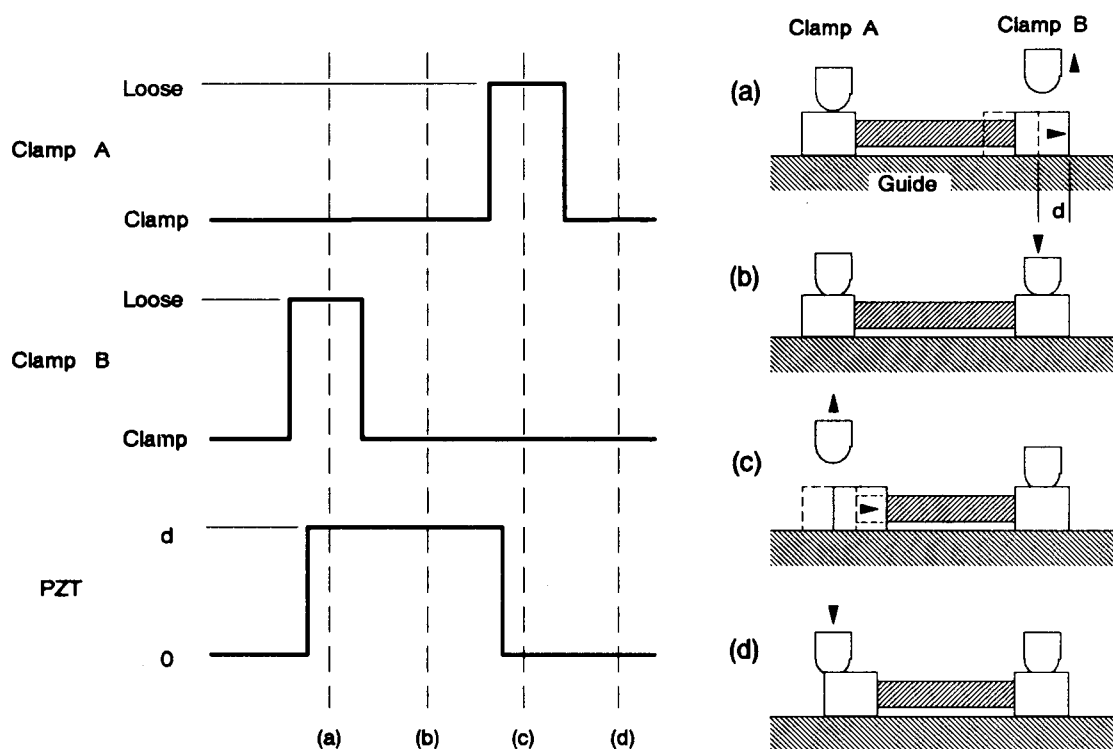 Loose
Clamp A
Clamp
Loose
Clamp B
Clamp
d
PZT
0
(a) (b) (c) (d)
Clamp A Clamp B
(a)
Guide
d
(b)
(c)
(d)